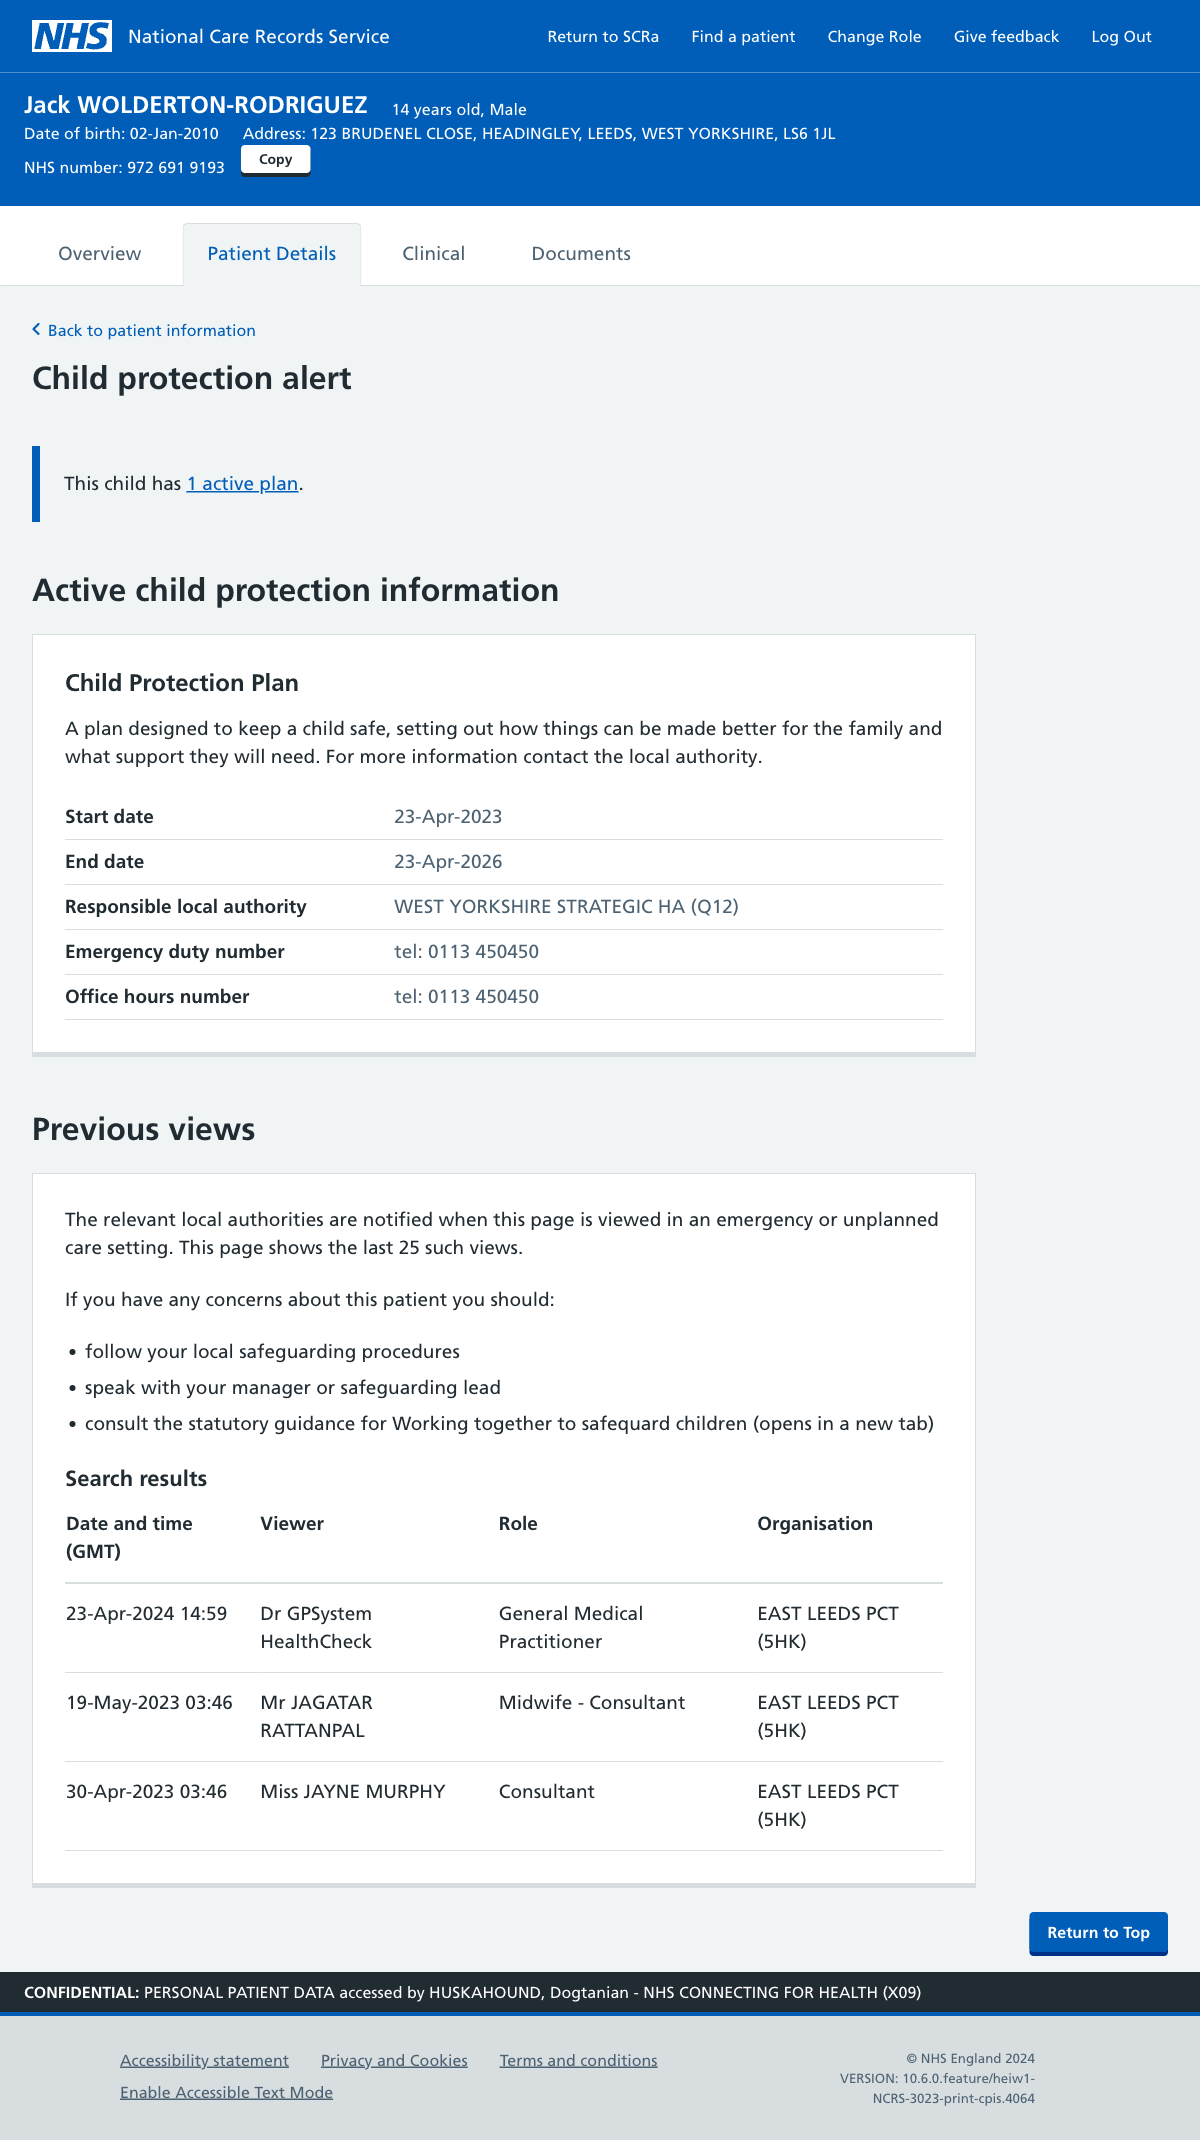 NHS National Care Records Service Return to SCRa Find a patient Change Role Give feedback Log Out
Jack WOLDERTON-RODRIGUEZ 14 years old, Male
Date of birth: 02-Jan-2010 Address: 123 BRUDENEL CLOSE, HEADINGLEY, LEEDS, WEST YORKSHIRE, LS6 1JL
NHS number: 972 691 9193 Copy
Overview Patient Details Clinical Documents
Back to patient information
Child protection alert
This child has 1 active plan.
Active child protection information
Child Protection Plan
A plan designed to keep a child safe, setting out how things can be made better for the family and
what support they will need. For more information contact the local authority.
Start date 23-Apr-2023
End date 23-Apr-2026
Responsible local authority WEST YORKSHIRE STRATEGIC HA (Q12)
Emergency duty number tel: 0113 450450
Office hours number tel: 0113 450450
Previous views
The relevant local authorities are notified when this page is viewed in an emergency or unplanned
care setting. This page shows the last 25 such views.
If you have any concerns about this patient you should:
• follow your local safeguarding procedures
• speak with your manager or safeguarding lead
• consult the statutory guidance for Working together to safequard children (opens in a new tab)
Search results
Date and time Viewer Role Organisation
(GMT)
23-Apr-2024 14:59 Dr GPSystem General Medical EAST LEEDS PCT
HealthCheck Practitioner (5HK)
19-May-2023 03:46 Mr JAGATAR Midwife - Consultant EAST LEEDS PCT
RATTANPAL (5HK)
30-Apr-2023 03:46 Miss JAYNE MURPHY Consultant EAST LEEDS PCT
(5HK)
Return to Top
CONFIDENTIAL: PERSONAL PATIENT DATA accessed by HUSKAHOUND, Dogtanian - NHS CONNECTING FOR HEALTH (X09)
Accessibility statement Privacy and Cookies Terms and conditions
Enable Accessible Text Mode
© NHS England 2024
VERSION: 10.6.0.feature/heiw1-
NCRS-3023-print-cpis.4064